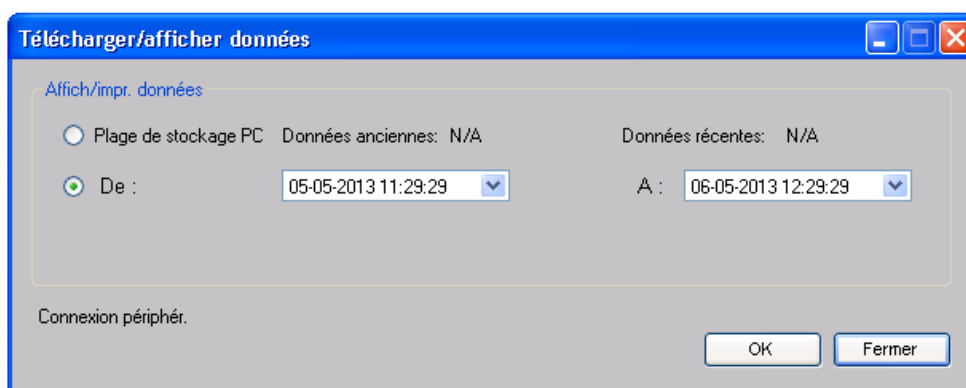 Télécharger/afficher données
Affich/impr. données
Plage de stockage PC Données anciennes: N/A Données récentes: N/A
De : 05-05-2013 11:29:29 A : 06-05-2013 12:29:29
Connexion périphér.
OK Fermer